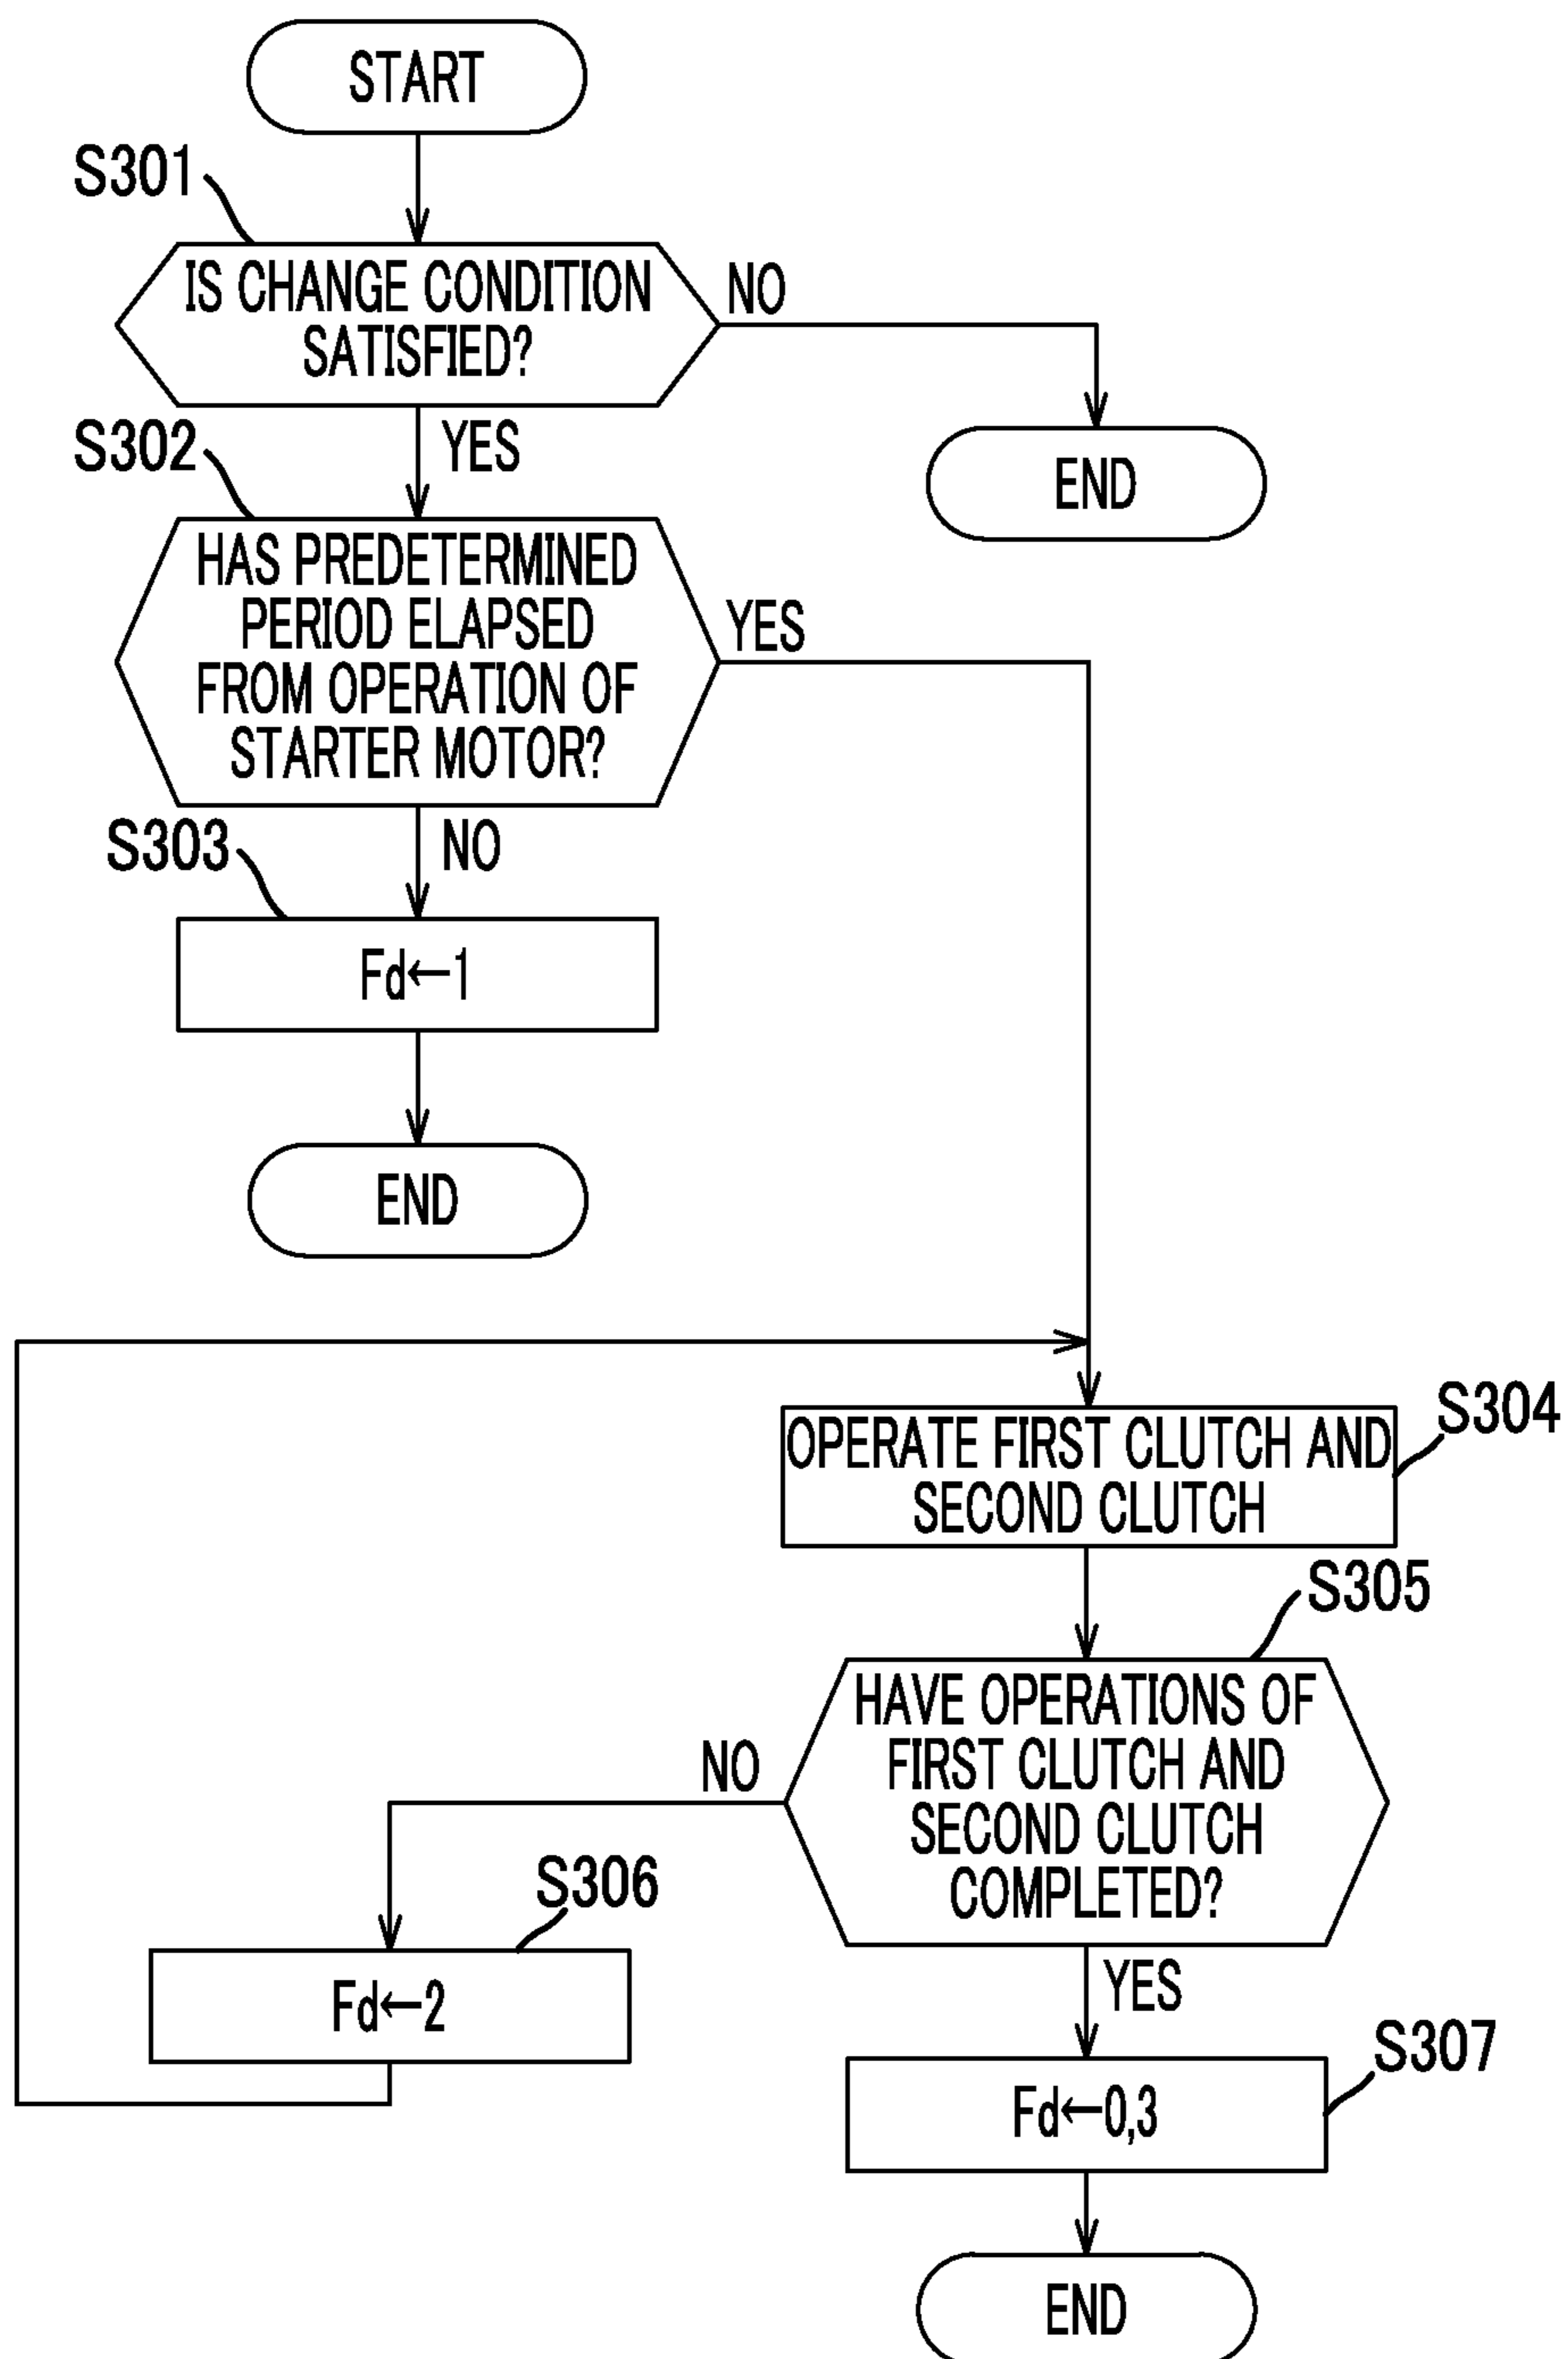 START
S301
IS CHANGE CONDITION
SATISFIED?
NO
YES
END
S302
HAS PREDETERMINED
PERIOD ELAPSED
FROM OPERATION OF
STARTER MOTOR?
YES
NO
S303
Fd←1
END
S304
OPERATE FIRST CLUTCH AND
SECOND CLUTCH
S305
HAVE OPERATIONS OF
FIRST CLUTCH AND
SECOND CLUTCH
COMPLETED?
NO
S306
Fd←2
YES
S307
Fd←0,3
END